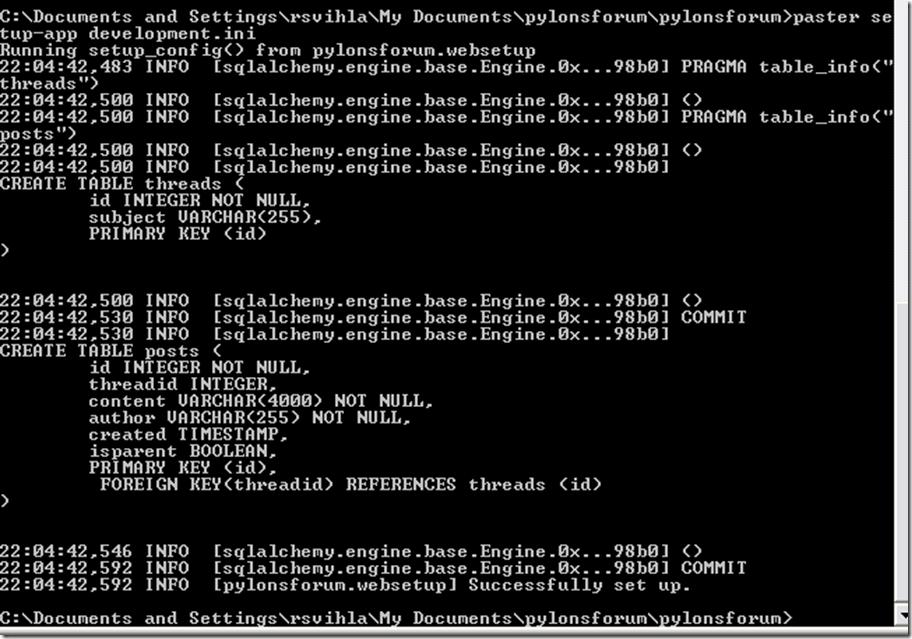 C:\Documents and Settings\rsvihla\My Documents\pylonsforum\pylonsforum>paster se
tup-app development.ini
Running setup_config() from pylonsforum.websetup
22:04:42,483 INFO  [sqlalchemy.engine.base.Engine.0x...98b0] PRAGMA table_info("
threads")
22:04:42,500 INFO  [sqlalchemy.engine.base.Engine.0x...98b0] ()
22:04:42,500 INFO  [sqlalchemy.engine.base.Engine.0x...98b0] PRAGMA table_info("
posts")
22:04:42,500 INFO  [sqlalchemy.engine.base.Engine.0x...98b0] ()
22:04:42,500 INFO  [sqlalchemy.engine.base.Engine.0x...98b0]
CREATE TABLE threads (
        id INTEGER NOT NULL,
        subject VARCHAR(255),
        PRIMARY KEY (id)
)
22:04:42,500 INFO  [sqlalchemy.engine.base.Engine.0x...98b0] ()
22:04:42,530 INFO  [sqlalchemy.engine.base.Engine.0x...98b0] COMMIT
22:04:42,530 INFO  [sqlalchemy.engine.base.Engine.0x...98b0]
CREATE TABLE posts (
        id INTEGER NOT NULL,
        threadid INTEGER,
        content VARCHAR(4000) NOT NULL,
        author VARCHAR(255) NOT NULL,
        created TIMESTAMP,
        isparent BOOLEAN,
        PRIMARY KEY (id),
         FOREIGN KEY(threadid) REFERENCES threads (id)
)
22:04:42,546 INFO  [sqlalchemy.engine.base.Engine.0x...98b0] ()
22:04:42,592 INFO  [sqlalchemy.engine.base.Engine.0x...98b0] COMMIT
22:04:42,592 INFO  [pylonsforum.websetup] Successfully set up.
C:\Documents and Settings\rsvihla\My Documents\pylonsforum\pylonsforum>